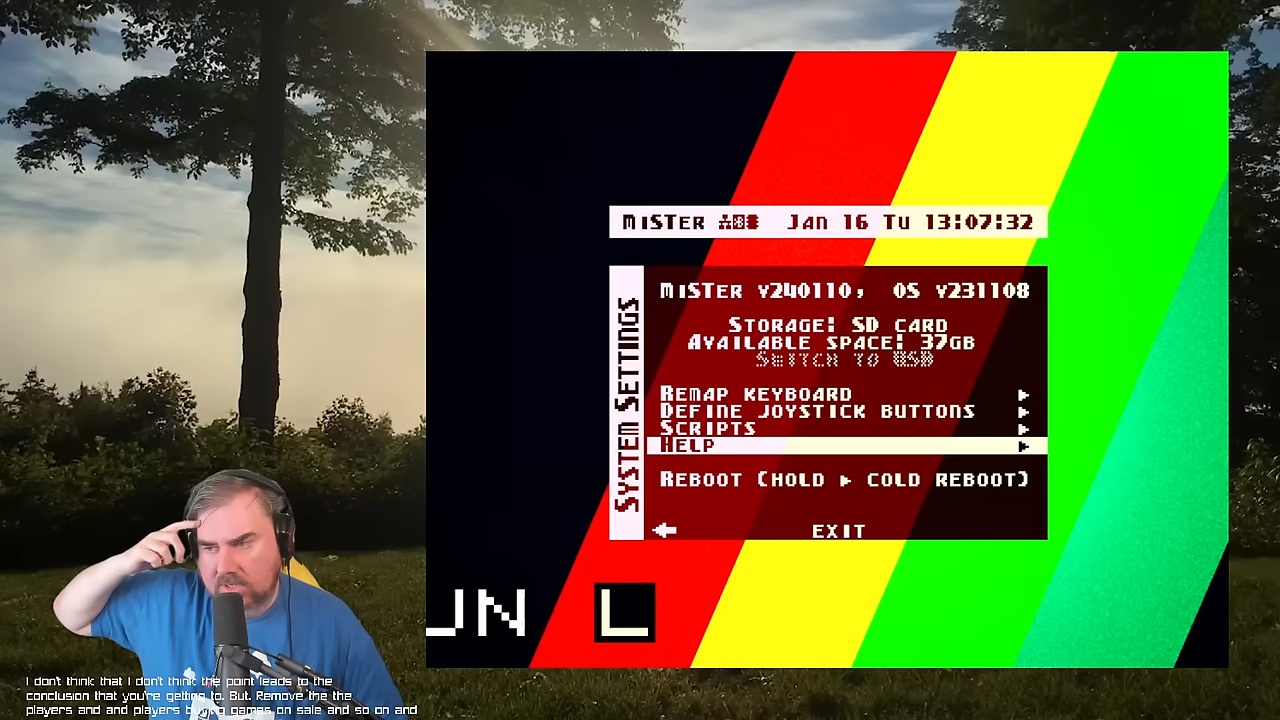 MiSTer Jan 16 Tu 13:07:32
System Settings
MiSTer v240110, OS v231108
Storage: SD card
Available space: 37GB
Switch to USB
Remap keyboard
Define joystick buttons
Scripts
Help
Reboot (hold ▸ cold reboot)
EXIT
UN L
I don't think that I don't think the point leads to the
conclusion that you're getting to. But. Remove the the
players and and players buying games on sale and so on and